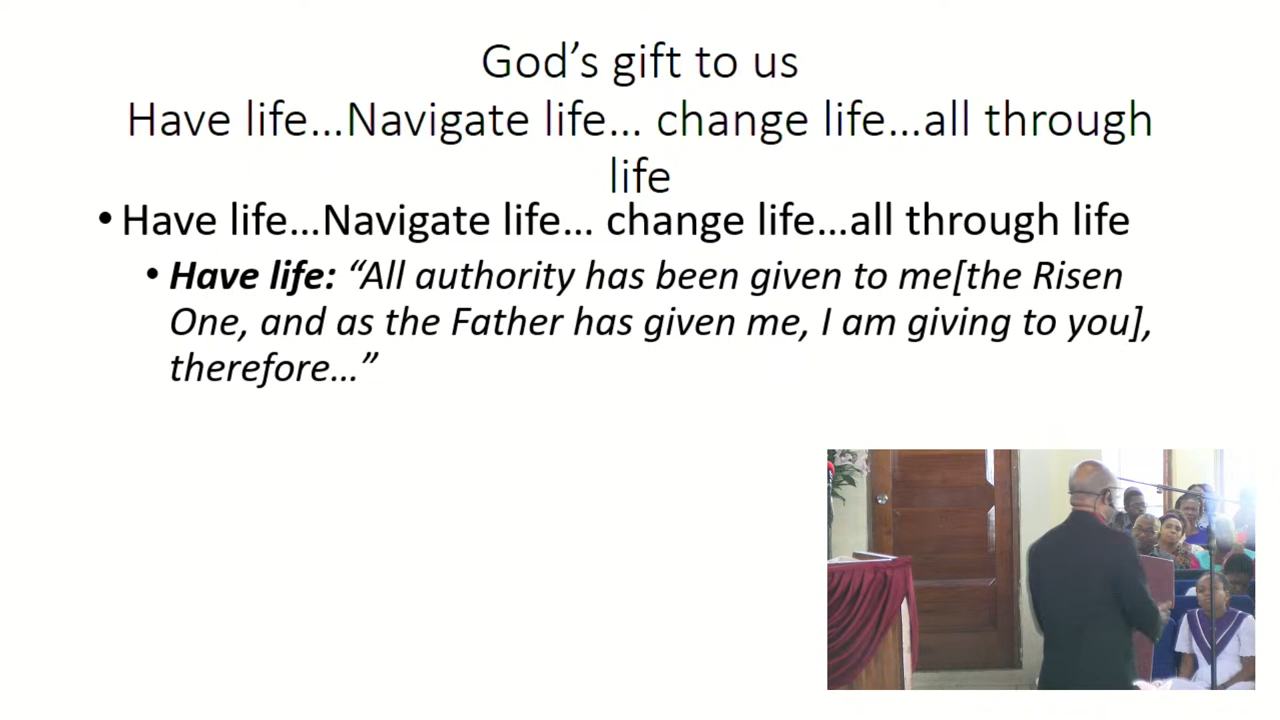 God’s gift to us
Have life…Navigate life… change life…all through
life
• Have life…Navigate life… change life…all through life
• Have life: “All authority has been given to me[the Risen
One, and as the Father has given me, I am giving to you],
therefore…”